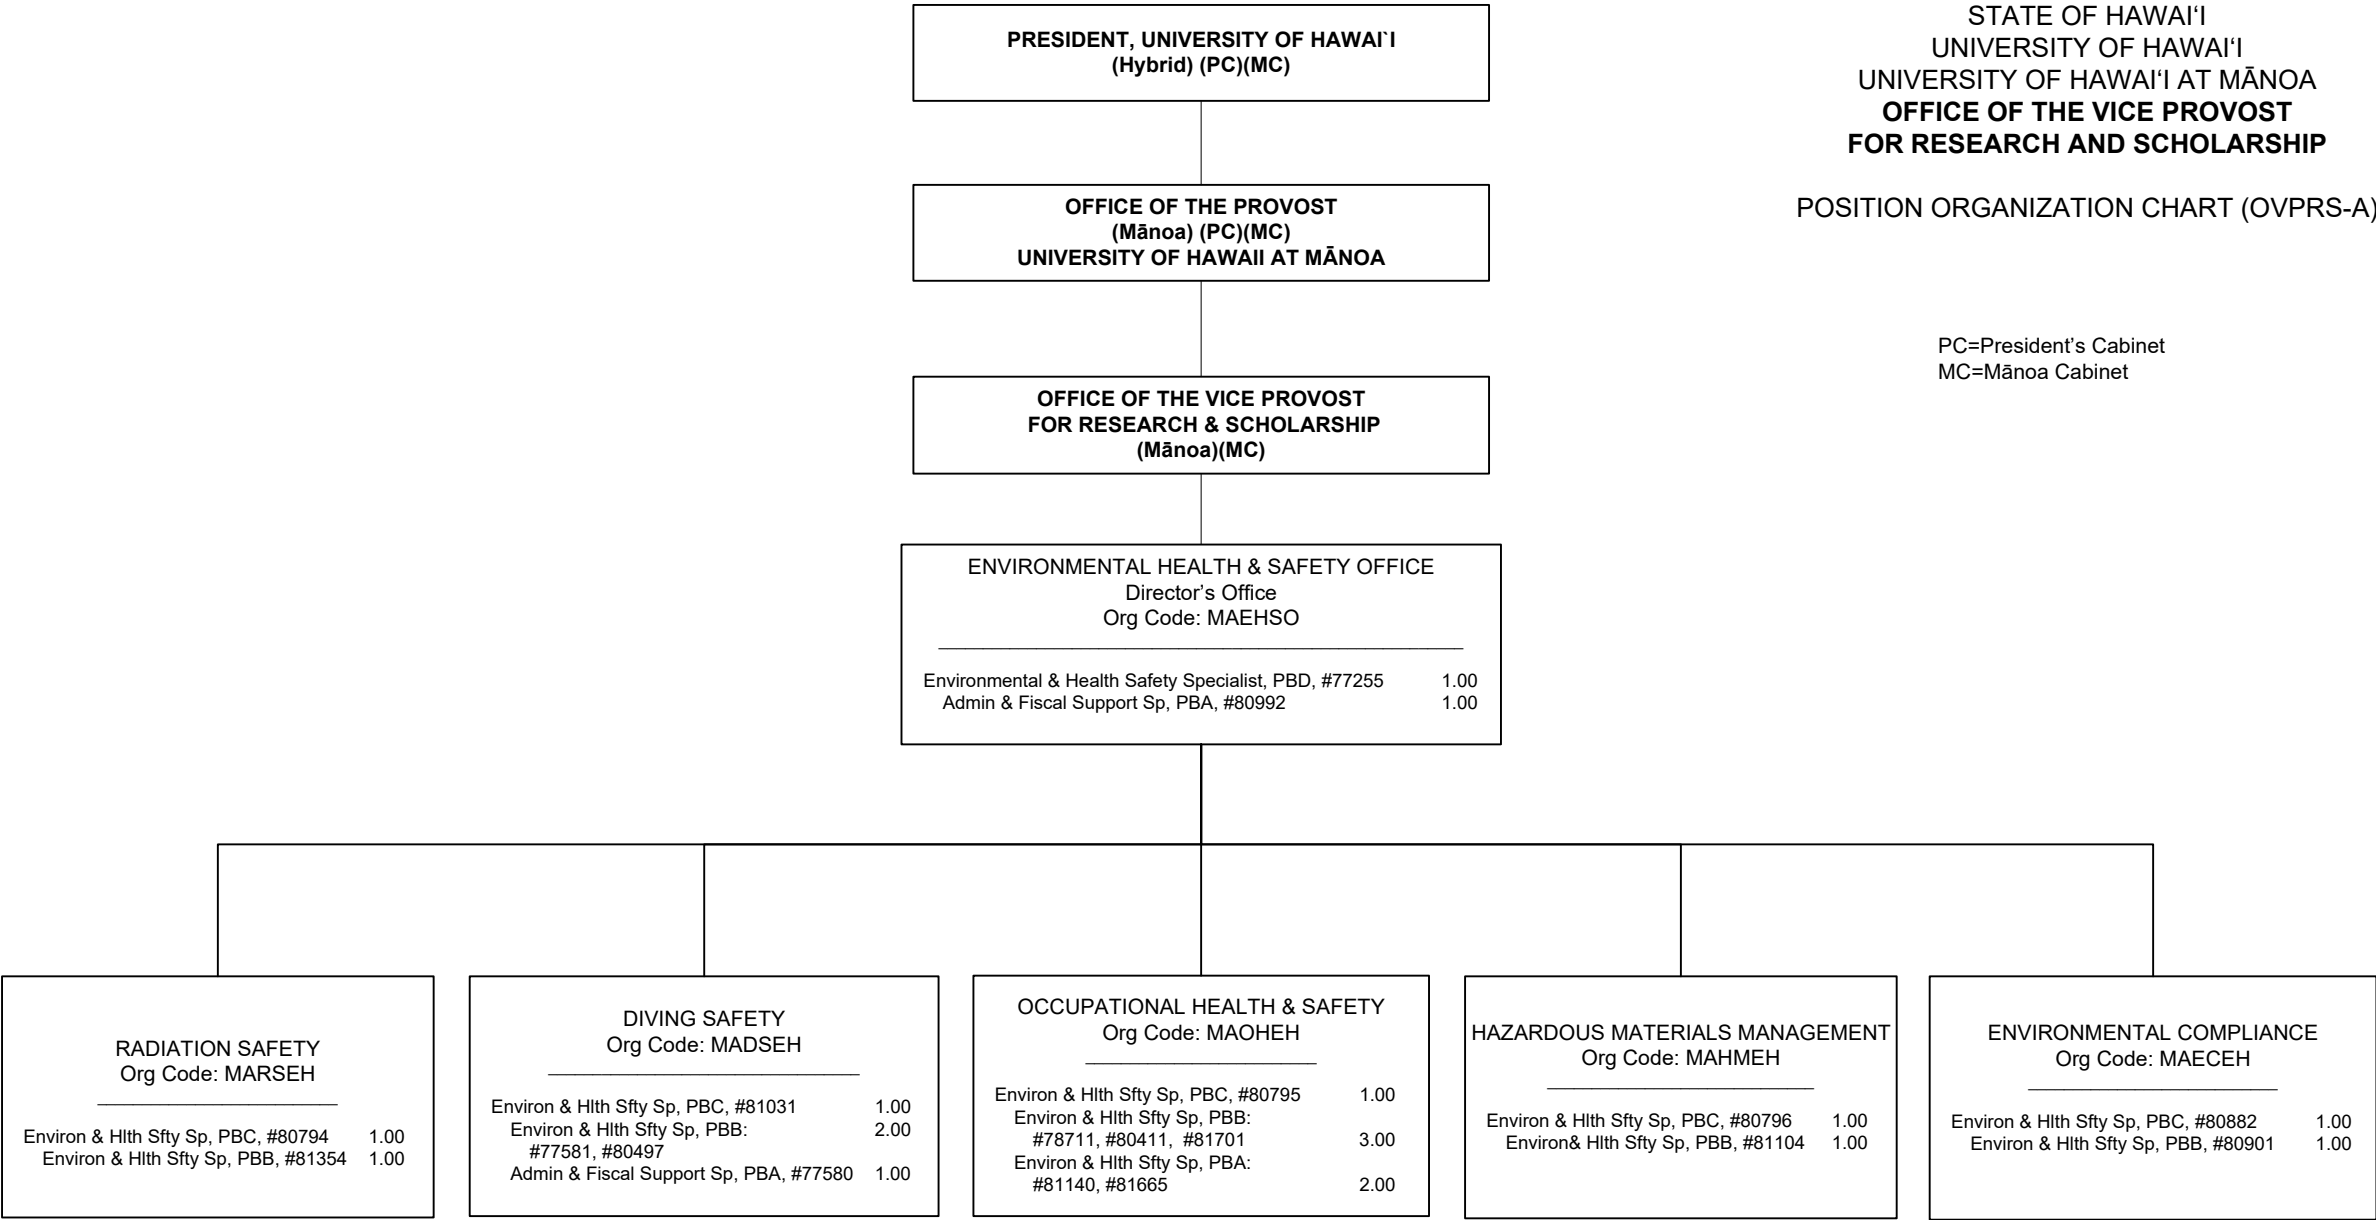 STATE OF HAWAI‘I
UNIVERSITY OF HAWAI‘I
UNIVERSITY OF HAWAI‘I AT MĀNOA
OFFICE OF THE VICE PROVOST
FOR RESEARCH AND SCHOLARSHIP
POSITION ORGANIZATION CHART (OVPRS-A)
PC=President’s Cabinet
MC=Mānoa Cabinet
PRESIDENT, UNIVERSITY OF HAWAI`I
(Hybrid) (PC)(MC)
OFFICE OF THE PROVOST
(Mānoa) (PC)(MC)
UNIVERSITY OF HAWAII AT MĀNOA
OFFICE OF THE VICE PROVOST
FOR RESEARCH & SCHOLARSHIP
(Mānoa)(MC)
ENVIRONMENTAL HEALTH & SAFETY OFFICE
Director’s Office
Org Code: MAEHSO
Environmental & Health Safety Specialist, PBD, #77255 1.00
Admin & Fiscal Support Sp, PBA, #80992 1.00
RADIATION SAFETY
Org Code: MARSEH
Environ & Hlth Sfty Sp, PBC, #80794 1.00
Environ & Hlth Sfty Sp, PBB, #81354 1.00
DIVING SAFETY
Org Code: MADSEH
Environ & Hlth Sfty Sp, PBC, #81031 1.00
Environ & Hlth Sfty Sp, PBB: 2.00
#77581, #80497
Admin & Fiscal Support Sp, PBA, #77580 1.00
OCCUPATIONAL HEALTH & SAFETY
Org Code: MAOHEH
Environ & Hlth Sfty Sp, PBC, #80795 1.00
Environ & Hlth Sfty Sp, PBB:
#78711, #80411, #81701 3.00
Environ & Hlth Sfty Sp, PBA:
#81140, #81665 2.00
HAZARDOUS MATERIALS MANAGEMENT
Org Code: MAHMEH
Environ & Hlth Sfty Sp, PBC, #80796 1.00
Environ& Hlth Sfty Sp, PBB, #81104 1.00
ENVIRONMENTAL COMPLIANCE
Org Code: MAECEH
Environ & Hlth Sfty Sp, PBC, #80882 1.00
Environ & Hlth Sfty Sp, PBB, #80901 1.00